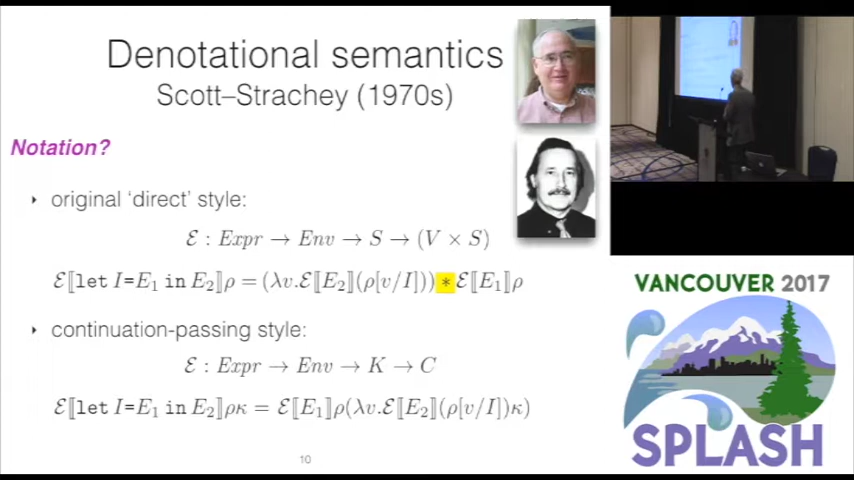 Denotational semantics
Scott–Strachey (1970s)
Notation?
‣ original ‘direct’ style:
ℰ : Expr → Env → S → (V × S)
ℰ⟦let I=E₁ in E₂⟧ρ = (λv.ℰ⟦E₂⟧(ρ[v/I])) * ℰ⟦E₁⟧ρ
‣ continuation-passing style:
ℰ : Expr → Env → K → C
ℰ⟦let I=E₁ in E₂⟧ρκ = ℰ⟦E₁⟧ρ(λv.ℰ⟦E₂⟧(ρ[v/I])κ)
10
VANCOUVER 2017
SPLASH